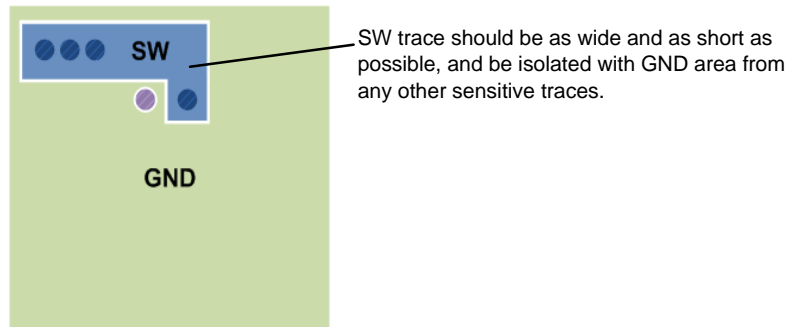 SW
SW trace should be as wide and as short as
possible, and be isolated with GND area from
any other sensitive traces.
GND